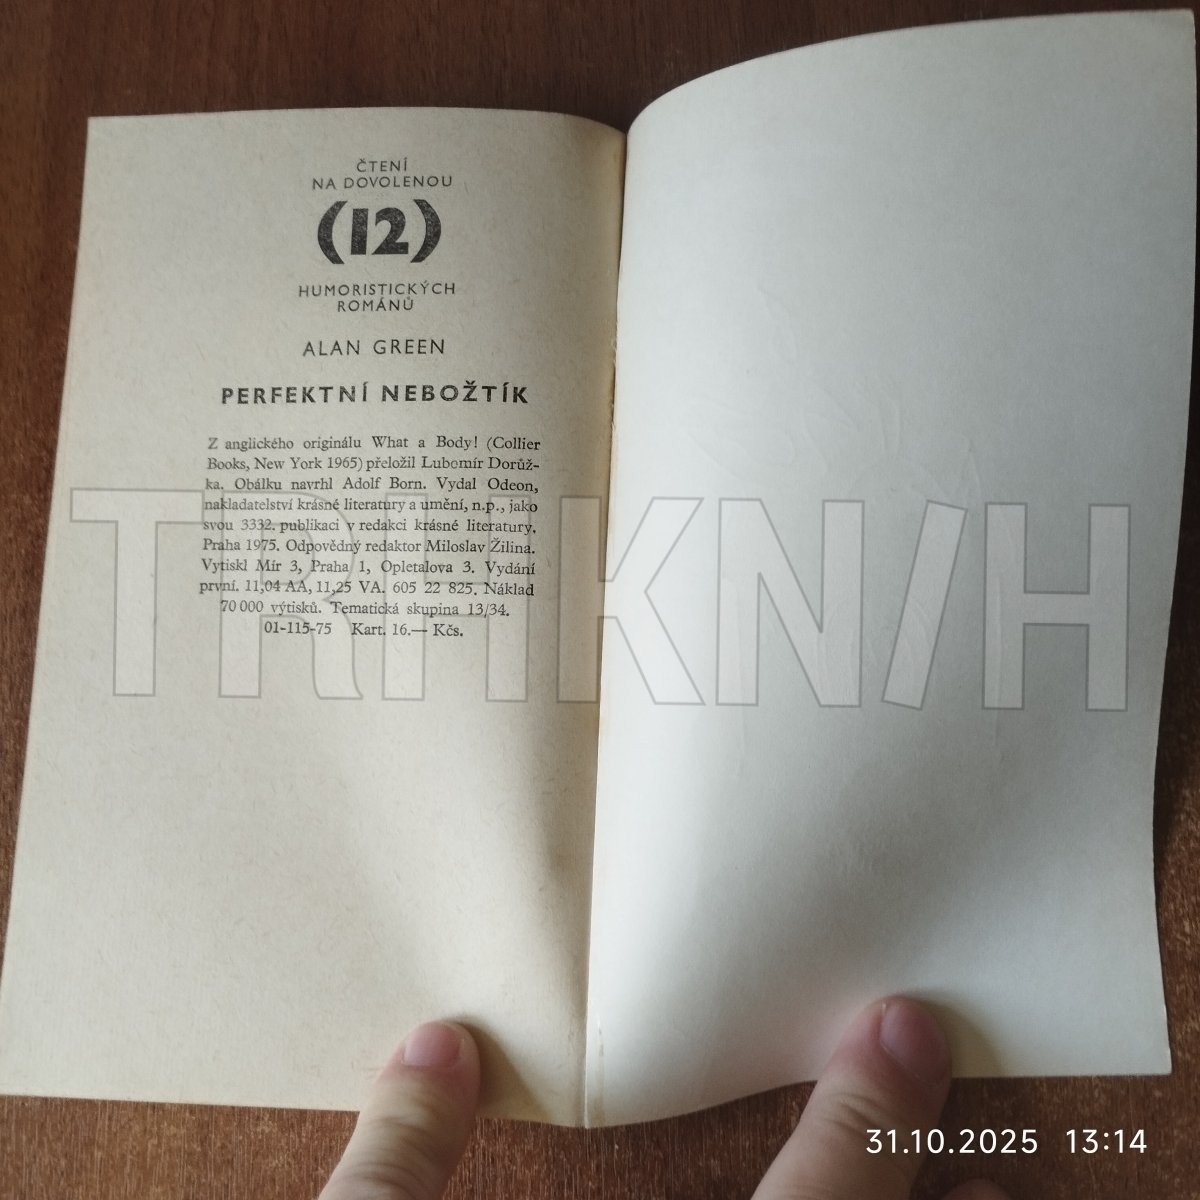 ČTENÍ
NA DOVOLENOU
(12)
HUMORISTICKÝCH
ROMÁNŮ
ALAN GREEN
PERFEKTNÍ NEBOŽTÍK
Z anglického originálu What a Body! (Collier
Books, New York 1965) přeložil Lubomír Dorůž-
ka. Obálku navrhl Adolf Born. Vydal Odeon,
nakladatelství krásné literatury a umění, n.p., jako
svou 3332. publikaci v redakci krásné literatury.
Praha 1975. Odpovědný redaktor Miloslav Žilina.
Vytiskl Mír 3, Praha 1, Opletalova 3. Vydání
první. 11,04 AA, 11,25 VA. 605 22 825. Náklad
70 000 výtisků. Tematická skupina 13/34.
01-115-75 Kart. 16.— Kčs.
TRHKN/H
31.10.2025 13:14